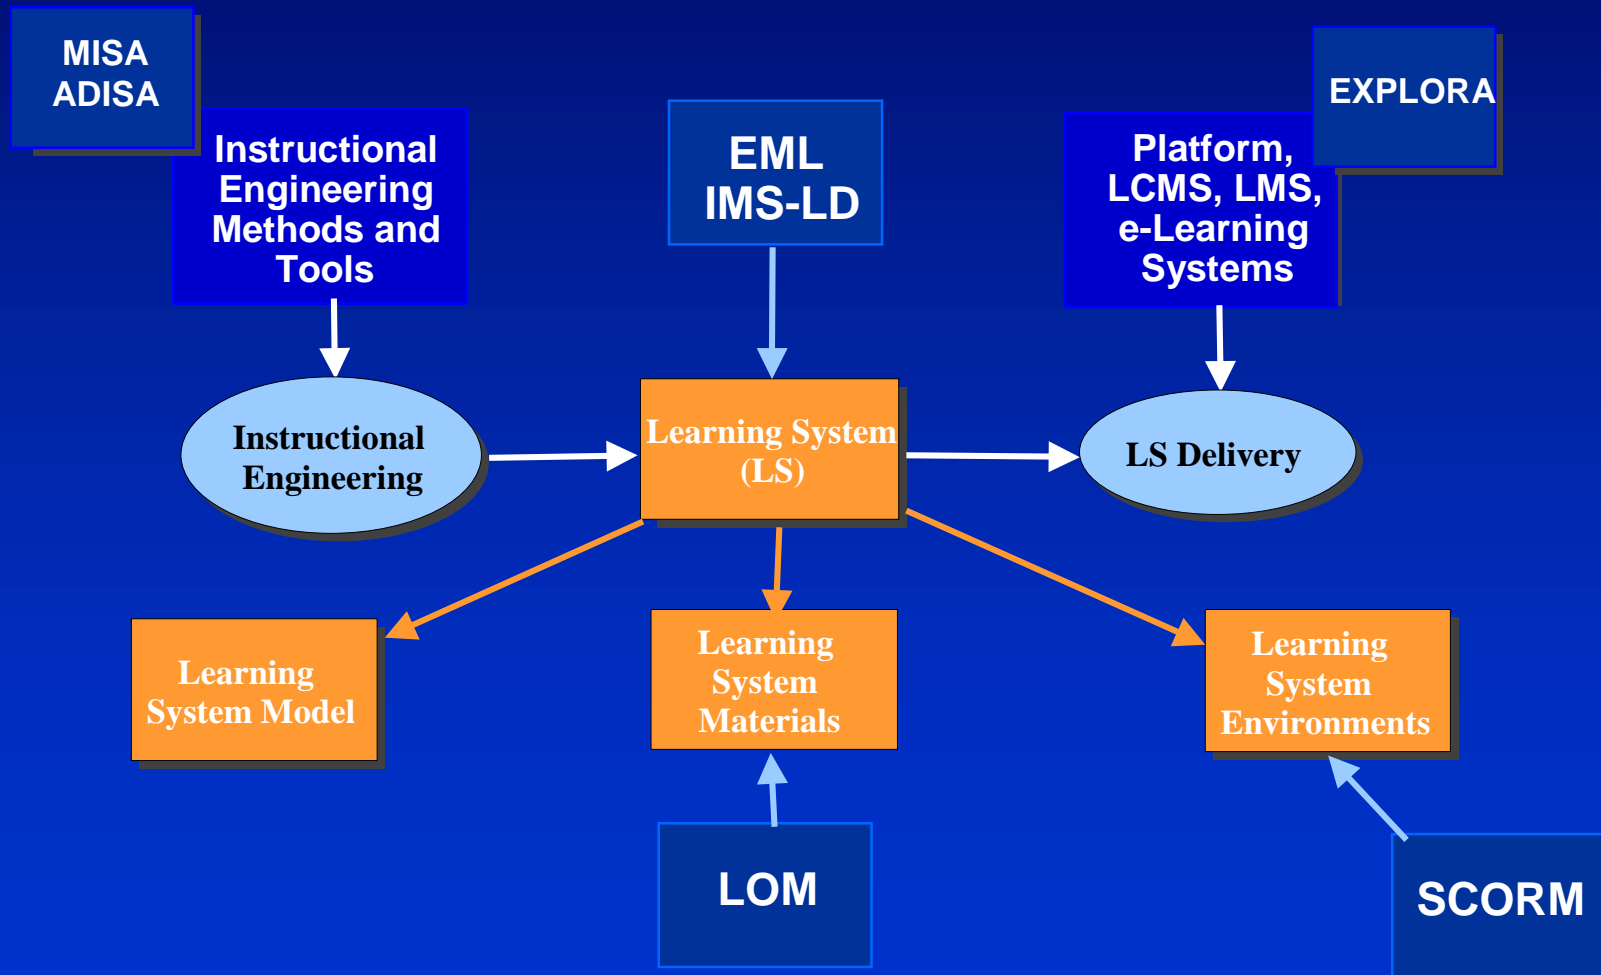 MISA
ADISA
EXPLORA
Instructional
Engineering
Methods and
Tools
EML
IMS-LD
Platform,
LCMS, LMS,
e-Learning
Systems
Instructional
Engineering
Learning System
(LS)
LS Delivery
Learning
System Model
Learning
System
Materials
Learning
System
Environments
LOM
SCORM